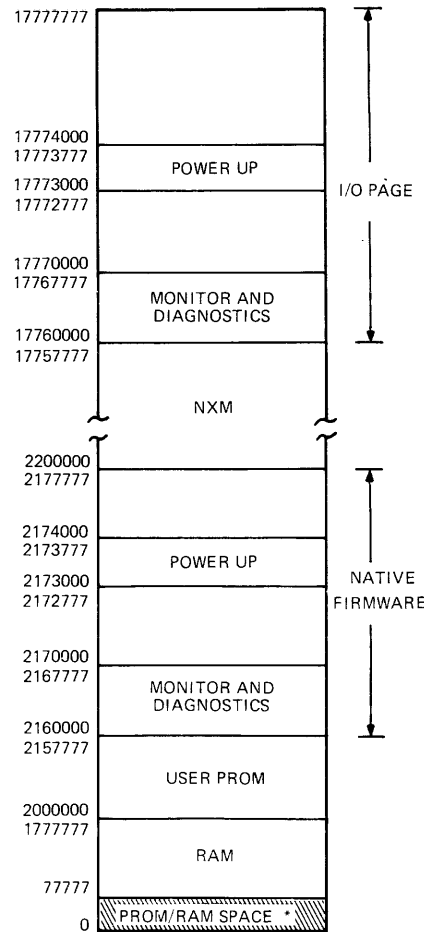 17777777
17774000
17773777
POWER UP
17773000
17772777
I/O PAGE
17770000
17767777
MONITOR AND
DIAGNOSTICS
17760000
17757777
NXM
2200000
2177777
2174000
2173777
POWER UP
2173000
2172777
NATIVE
FIRMWARE
2170000
2167777
MONITOR AND
DIAGNOSTICS
2160000
2157777
USER PROM
2000000
1777777
RAM
77777
PROM/RAM SPACE *
0